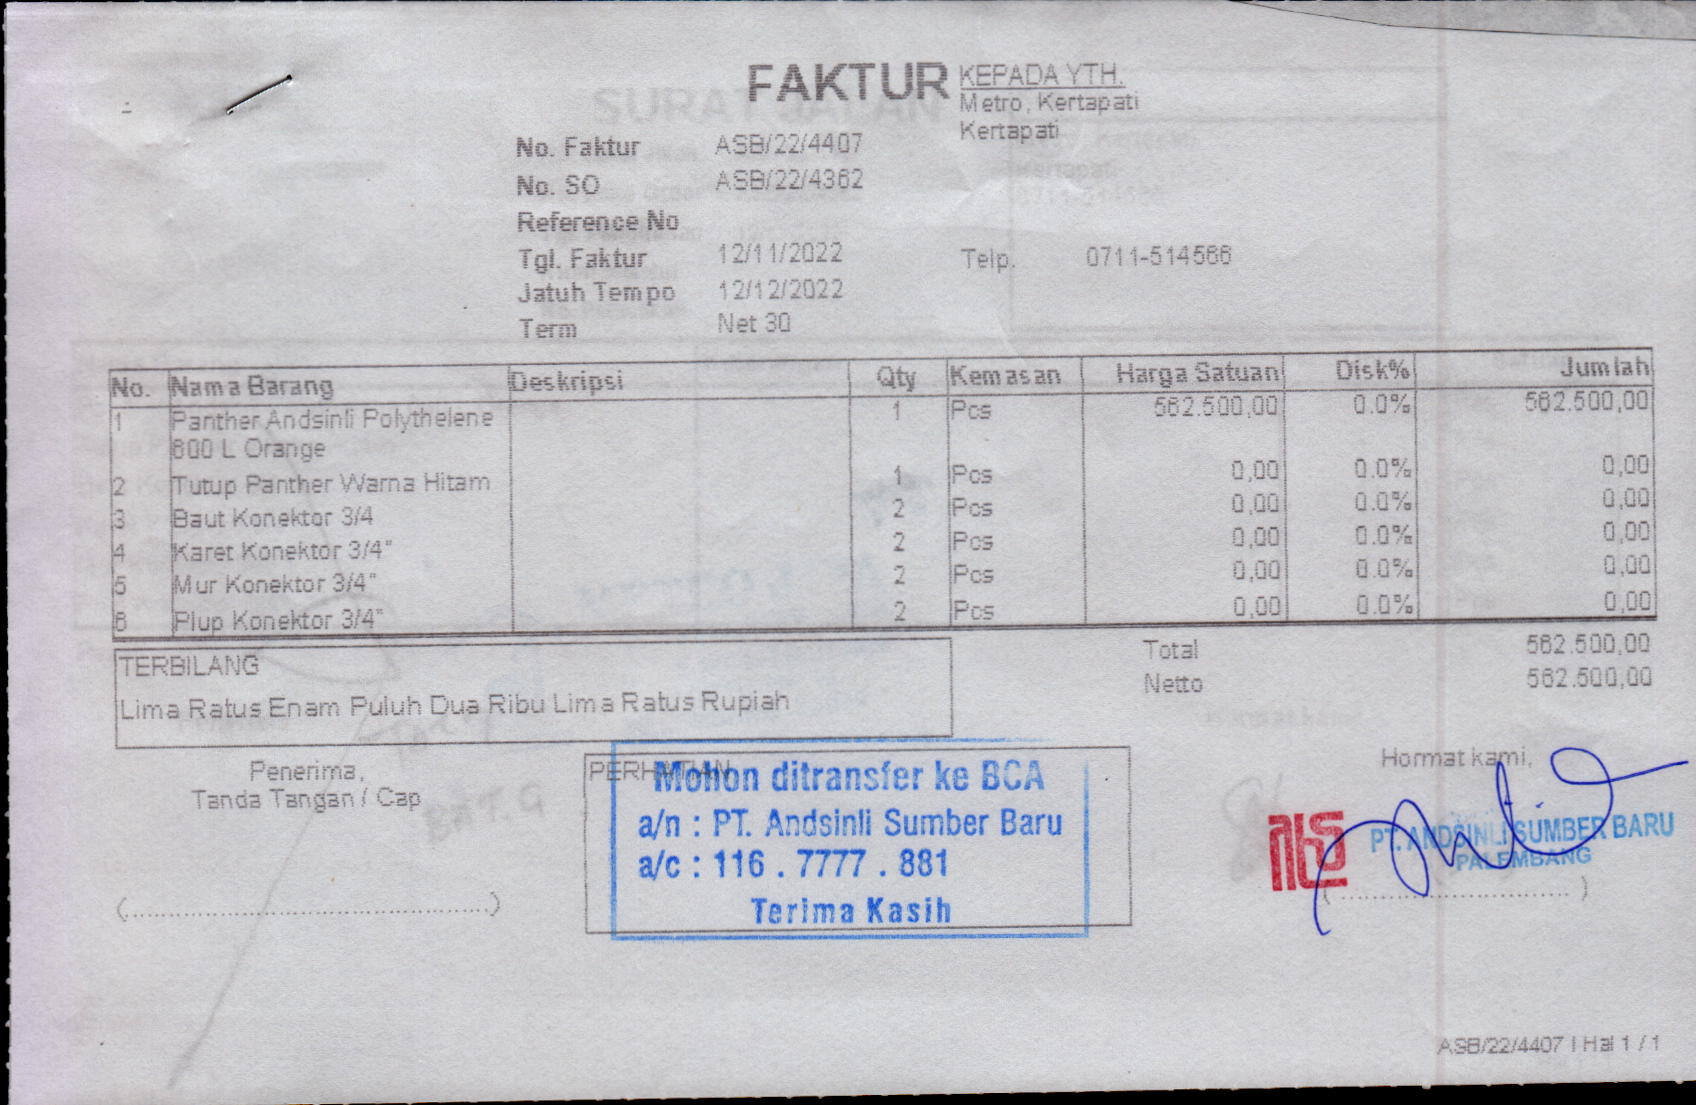 FAKTUR
KEPADA YTH.
Metro, Kertapati
Kertapati
No. Faktur ASB/22/4407
No. SO ASB/22/4362
Reference No
Tgl. Faktur 12/11/2022
Telp. 0711-514566
Jatuh Tempo 12/12/2022
Term Net 30
No. Nama Barang Deskripsi Qty Kemasan Harga Satuan Disk% Jumlah
1 Panther Andsinli Polythelene 1 Pcs 562.500,00 0.0% 562.500,00
600 L Orange
2 Tutup Panther Warna Hitam 1 Pcs 0,00 0.0% 0,00
3 Baut Konektor 3/4 2 Pcs 0,00 0.0% 0,00
4 Karet Konektor 3/4" 2 Pcs 0,00 0.0% 0,00
5 Mur Konektor 3/4" 2 Pcs 0,00 0.0% 0,00
6 Plup Konektor 3/4" 2 Pcs 0,00 0.0% 0,00
Total 562.500,00
Netto 562.500,00
TERBILANG
Lima Ratus Enam Puluh Dua Ribu Lima Ratus Rupiah
Penerima,
Tanda Tangan / Cap
PERHATIAN
Mohon ditransfer ke BCA
a/n : PT. Andsinli Sumber Baru
a/c : 116 . 7777 . 881
Terima Kasih
Hormat kami,
PT. ANDSINLI SUMBER BARU
PALEMBANG
ASB/22/4407 | Hal 1 / 1